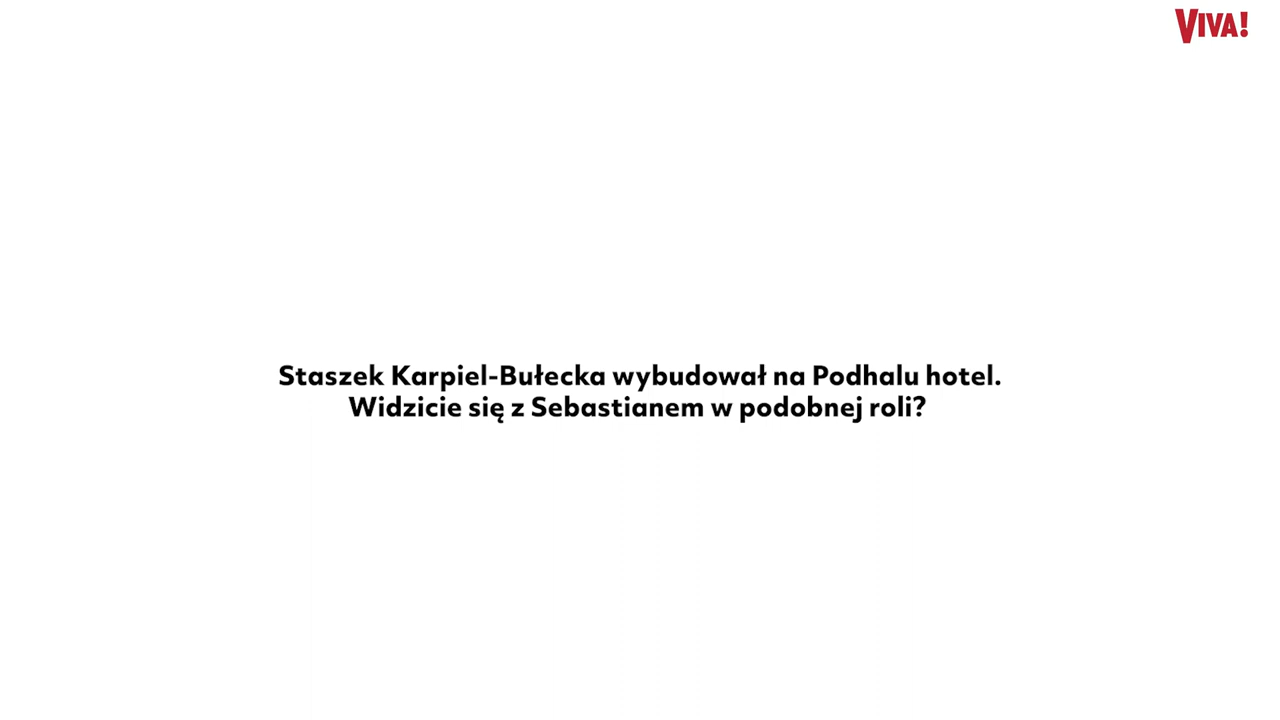 VIVA!
Staszek Karpiel-Bułecka wybudował na Podhalu hotel.
Widzicie się z Sebastianem w podobnej roli?